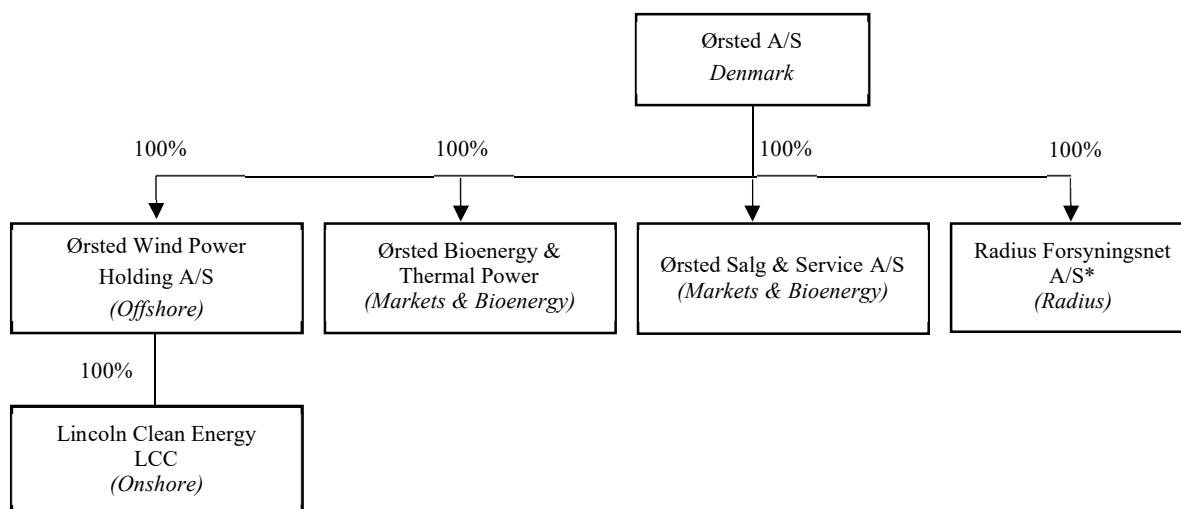 Ørsted A/S
Denmark
100%
100%
100%
100%
Ørsted Wind Power
Holding A/S
(Offshore)
Ørsted Bioenergy &
Thermal Power
(Markets & Bioenergy)
Ørsted Salg & Service A/S
(Markets & Bioenergy)
Radius Forsyningsnet
A/S*
(Radius)
100%
Lincoln Clean Energy
LCC
(Onshore)